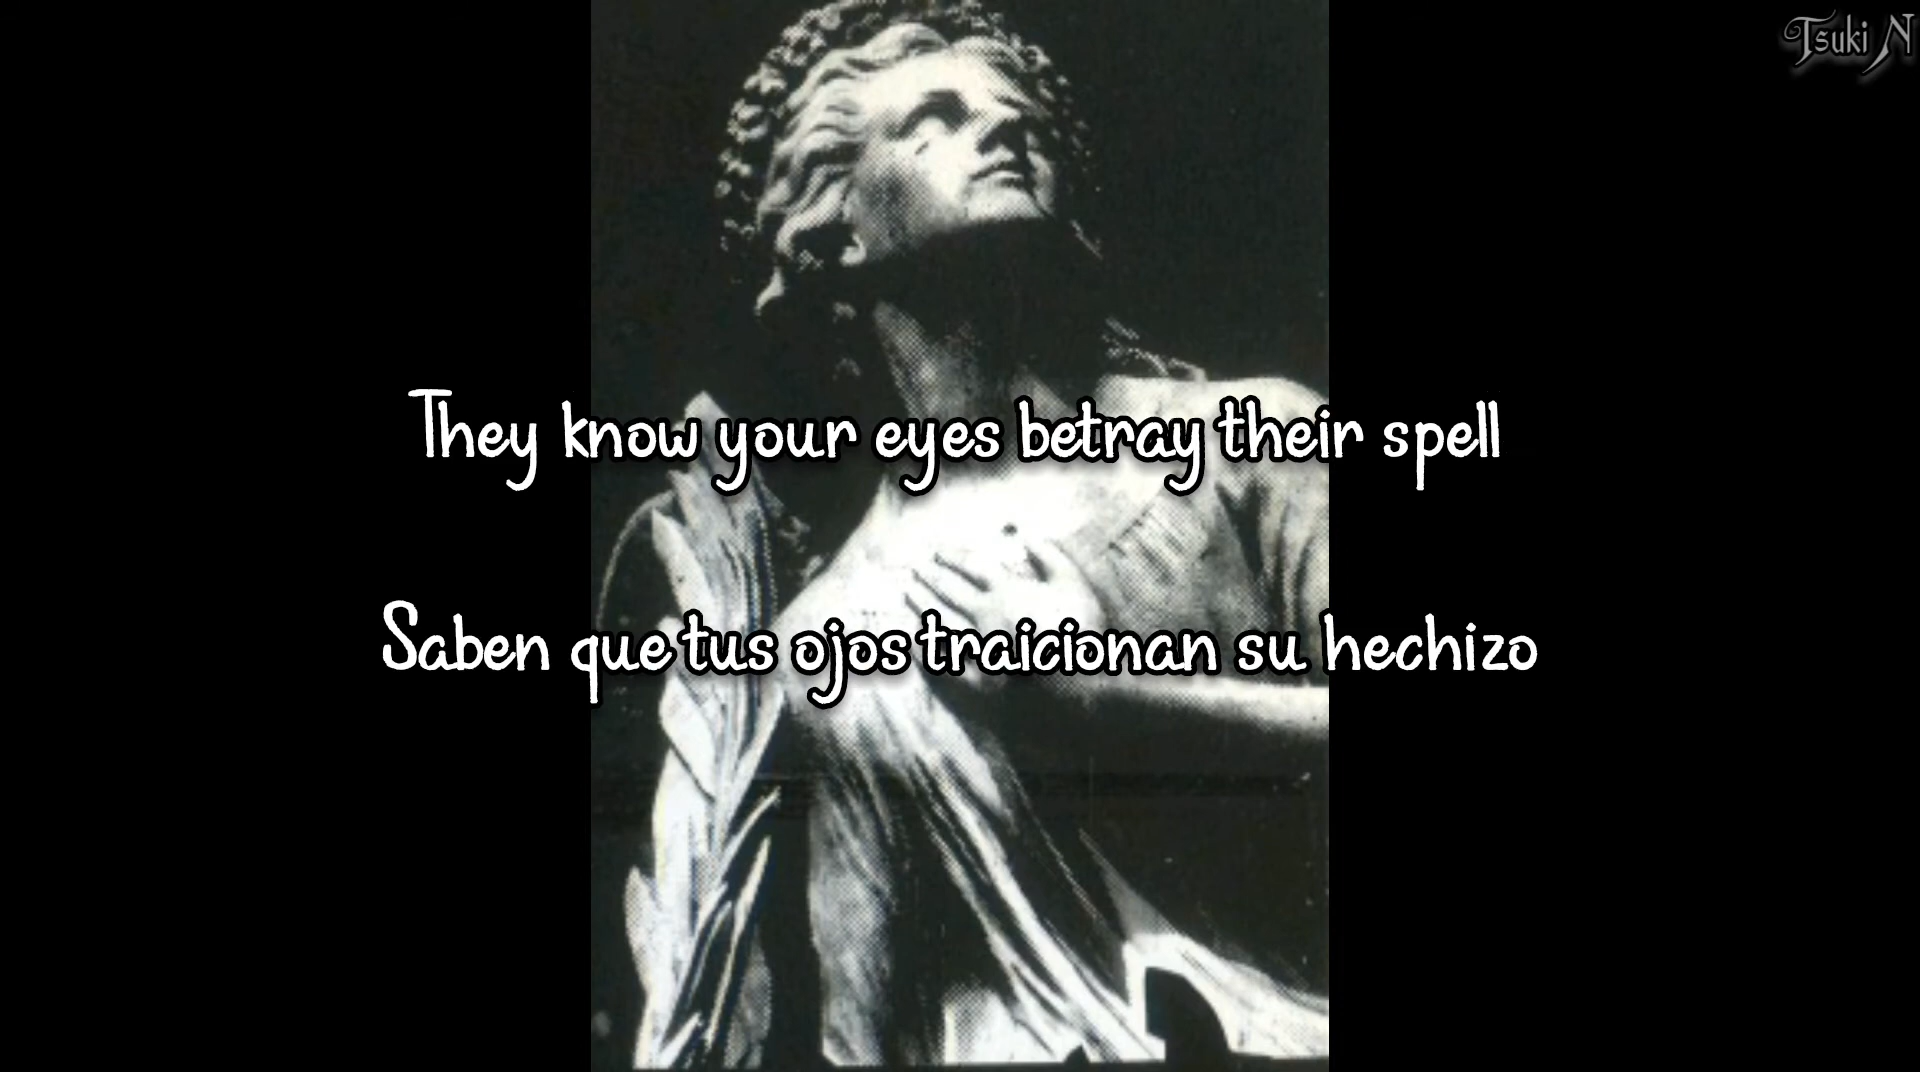 Tsuki N
They know your eyes betray their spell
Saben que tus ojos traicionan su hechizo